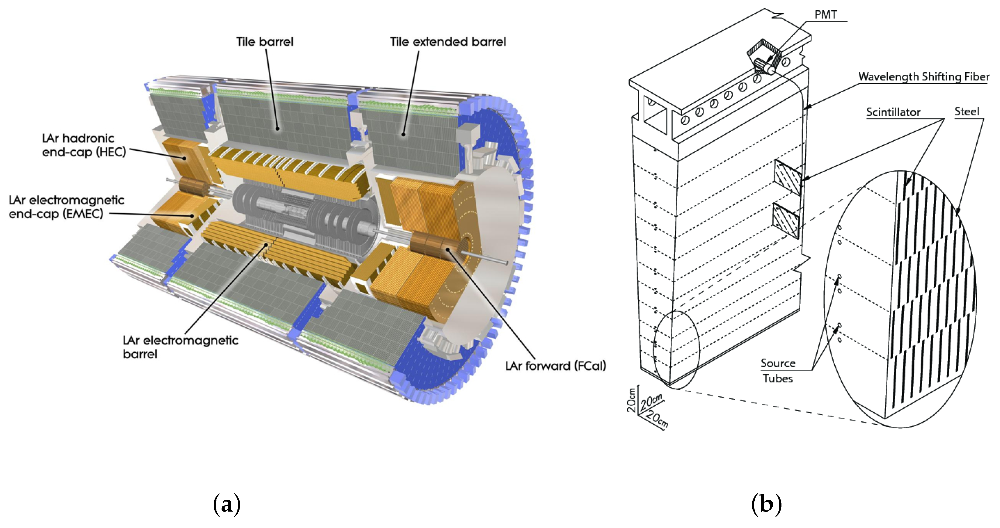 Tile barrel
Tile extended barrel
LAr hadronic
end-cap (HEC)
LAr electromagnetic
end-cap (EMEC)
LAr electromagnetic
barrel
LAr forward (FCal)
(a)
PMT
Wavelength Shifting Fiber
Scintillator
Steel
Source
Tubes
20cm
20cm
20cm
(b)